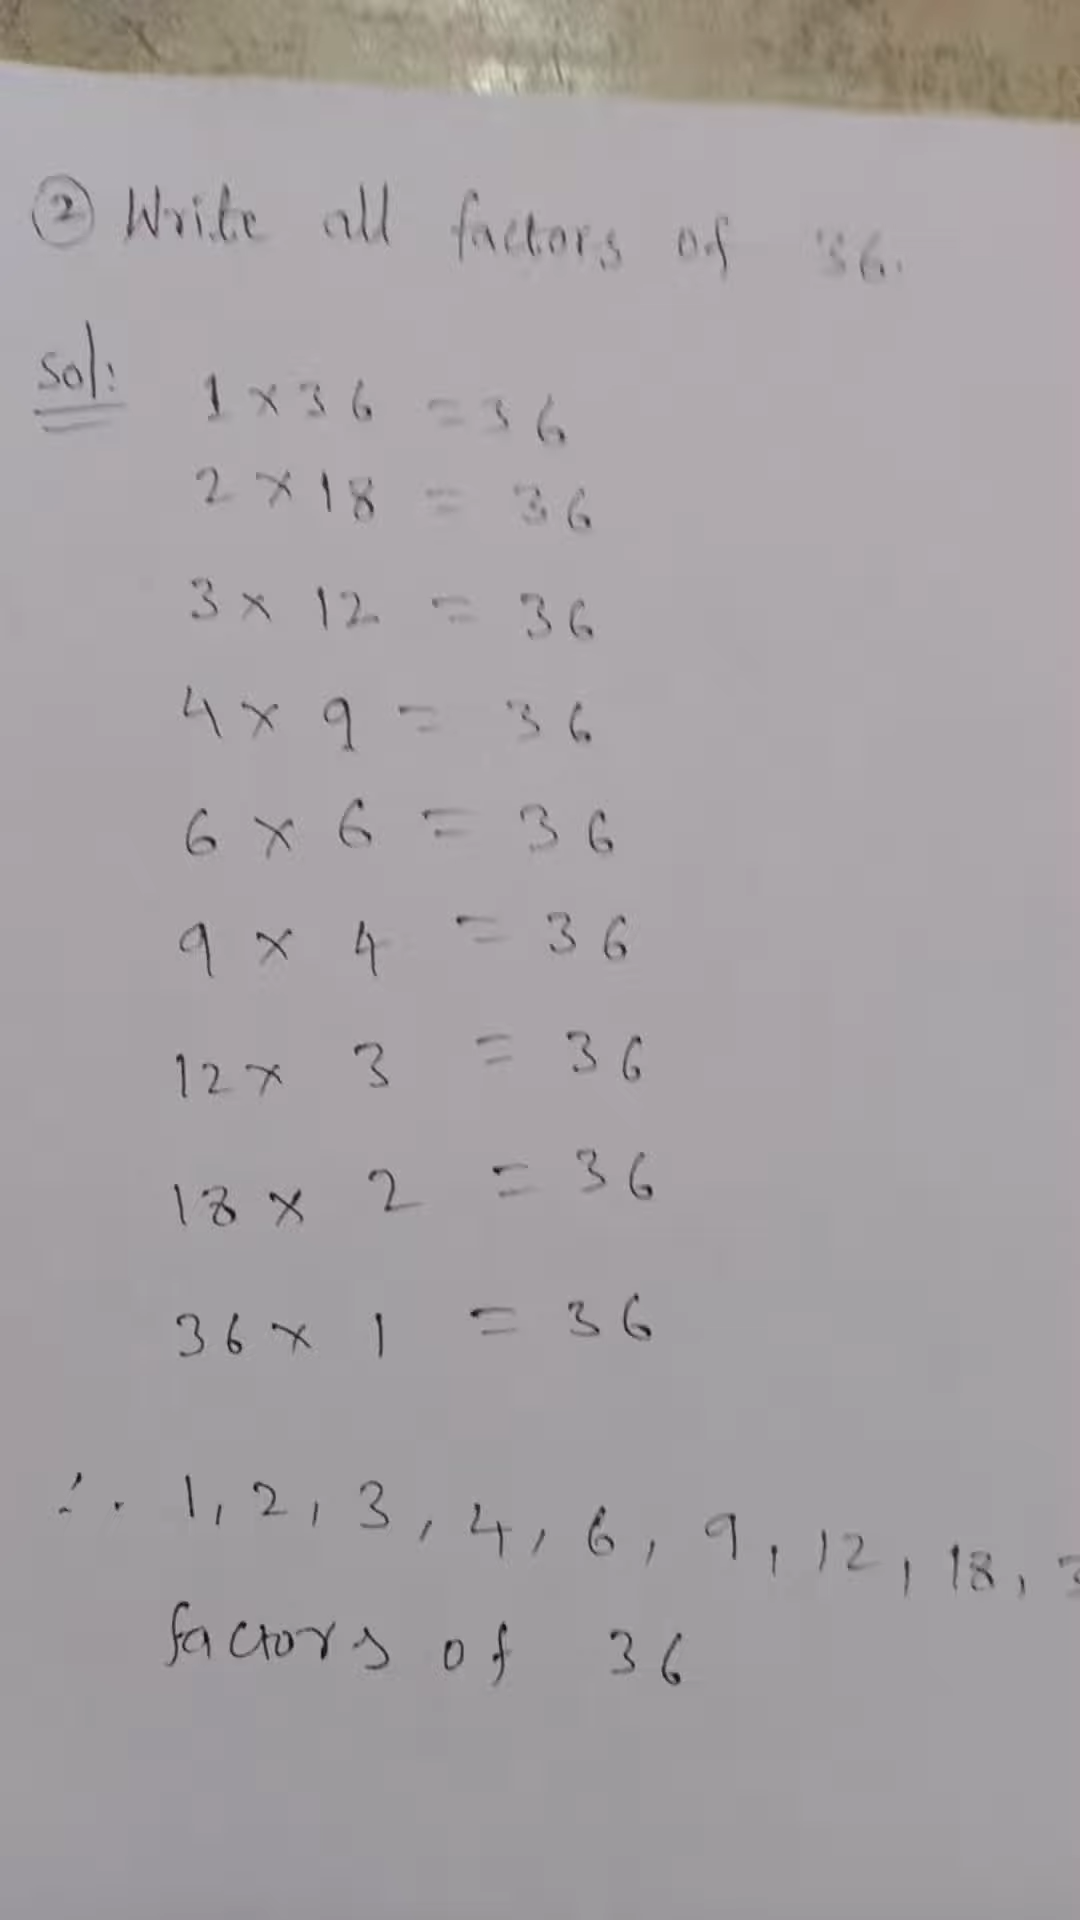 ② Write all factors of 36.
Sol:
1 × 36 = 36
2 × 18 = 36
3 × 12 = 36
4 × 9 = 36
6 × 6 = 36
9 × 4 = 36
12 × 3 = 36
18 × 2 = 36
36 × 1 = 36
∴ 1, 2, 3, 4, 6, 9, 12, 18,
factors of 36